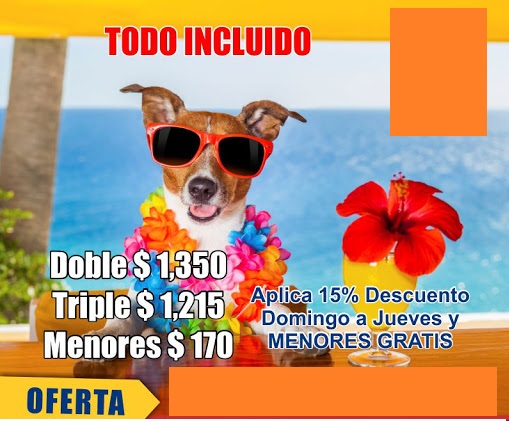 TODO INCLUIDO
Doble $ 1,350
Triple $ 1,215
Menores $ 170
Aplica 15% Descuento
Domingo a Jueves y
MENORES GRATIS
OFERTA